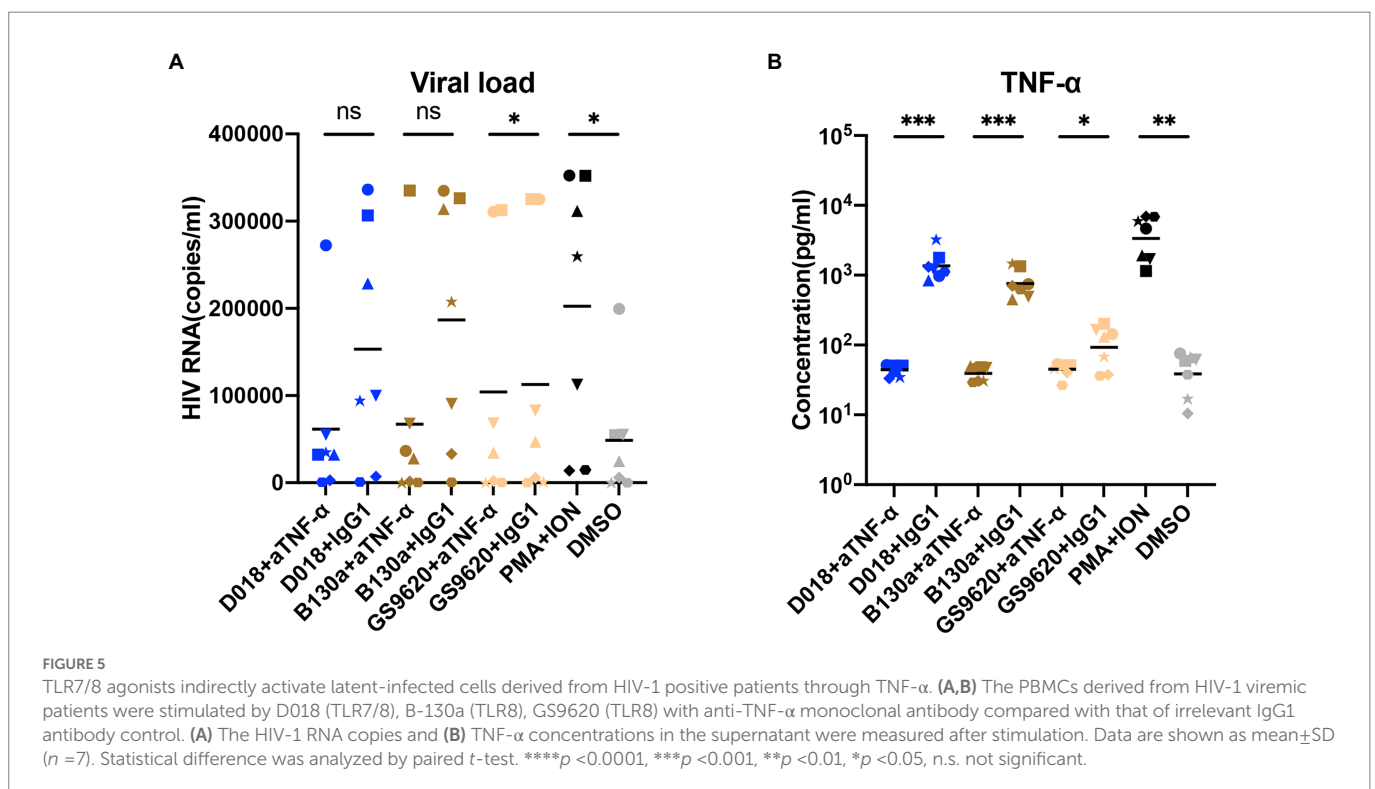 A
Viral load
ns
ns
*
*
400000
300000
200000
100000
0
HIV RNA(copies/ml)
D018+aTNF-α
D018+IgG1
B130a+aTNF-α
B130a+IgG1
GS9620+aTNF-α
GS9620+IgG1
PMA+ION
DMSO
B
TNF-α
***
***
*
**
10⁵
10⁴
10³
10²
10¹
10⁰
Concentration(pg/ml)
D018+aTNF-α
D018+IgG1
B130a+aTNF-α
B130a+IgG1
GS9620+aTNF-α
GS9620+IgG1
PMA+ION
DMSO
FIGURE 5
TLR7/8 agonists indirectly activate latent-infected cells derived from HIV-1 positive patients through TNF-α. (A,B) The PBMCs derived from HIV-1 viremic
patients were stimulated by D018 (TLR7/8), B-130a (TLR8), GS9620 (TLR8) with anti-TNF-α monoclonal antibody compared with that of irrelevant IgG1
antibody control. (A) The HIV-1 RNA copies and (B) TNF-α concentrations in the supernatant were measured after stimulation. Data are shown as mean±SD
(n =7). Statistical difference was analyzed by paired t-test. ****p <0.0001, ***p <0.001, **p <0.01, *p <0.05, n.s. not significant.